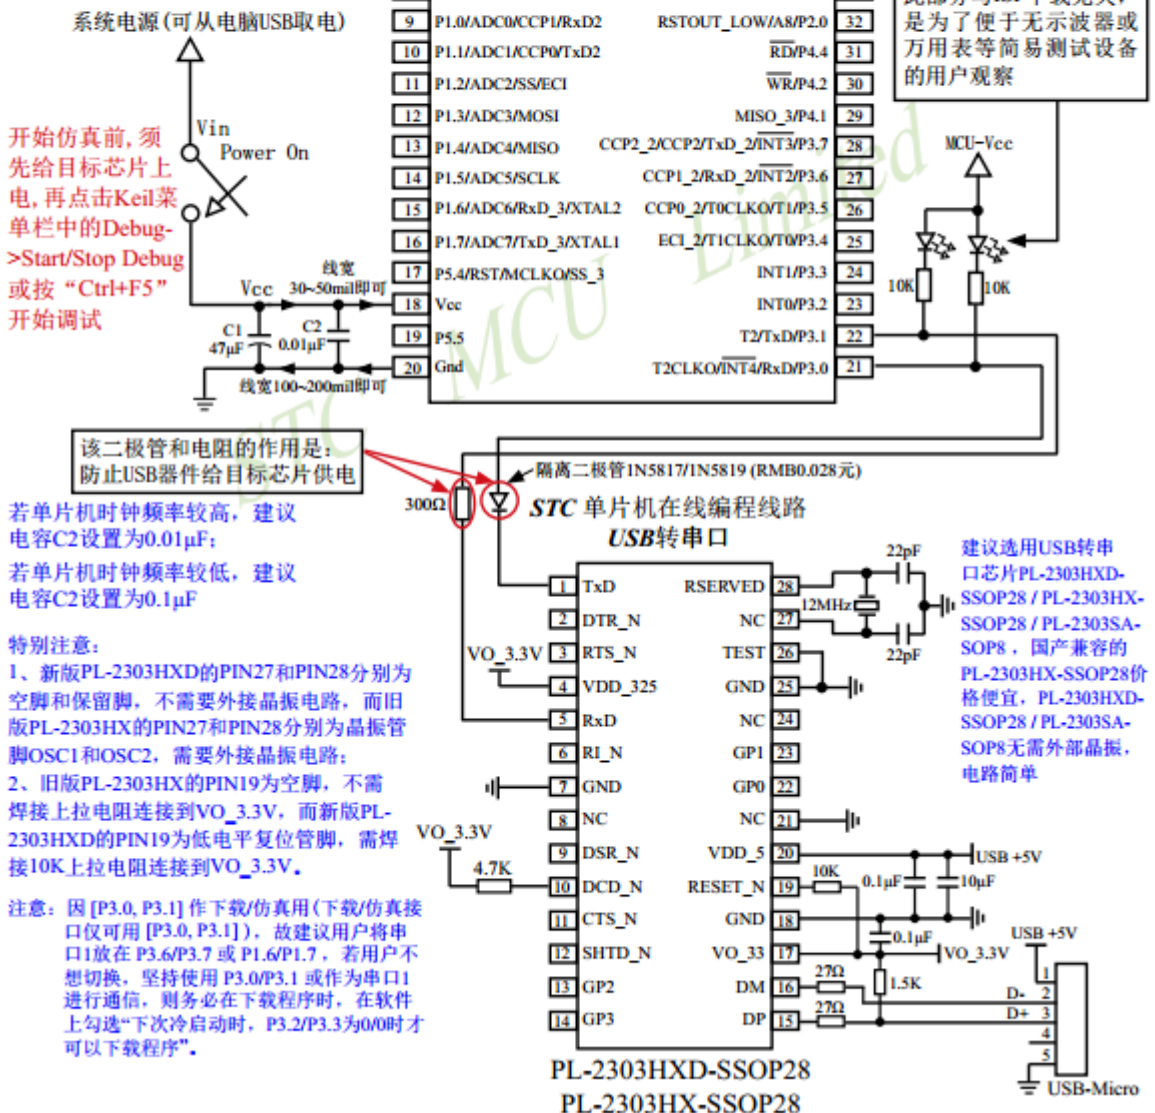 系统电源(可从电脑USB取电)
是为了便于无示波器或
万用表等简易测试设备
的用户观察
Vin
Power On
开始仿真前,须
先给目标芯片上
电,再点击Keil菜
单栏中的Debug-
>Start/Stop Debug
或按“Ctrl+F5”
开始调试
Vcc
线宽
30~50mil即可
C1
47μF
C2
0.01μF
线宽100~200mil即可
9 P1.0/ADC0/CCP1/RxD2
10 P1.1/ADC1/CCP0/TxD2
11 P1.2/ADC2/SS/ECI
12 P1.3/ADC3/MOSI
13 P1.4/ADC4/MISO
14 P1.5/ADC5/SCLK
15 P1.6/ADC6/RxD_3/XTAL2
16 P1.7/ADC7/TxD_3/XTAL1
17 P5.4/RST/MCLKO/SS_3
18 Vcc
19 P5.5
20 Gnd
RSTOUT_LOW/A8/P2.0 32
RD/P4.4 31
WR/P4.2 30
MISO_3/P4.1 29
CCP2_2/CCP2/TxD_2/INT3/P3.7 28
CCP1_2/RxD_2/INT2/P3.6 27
CCP0_2/T0CLKO/T1/P3.5 26
ECI_2/T1CLKO/T0/P3.4 25
INT1/P3.3 24
INT0/P3.2 23
T2/TxD/P3.1 22
T2CLKO/INT4/RxD/P3.0 21
MCU-Vcc
10K
10K
STC MCU Limited
该二极管和电阻的作用是:
防止USB器件给目标芯片供电
300Ω
隔离二极管1N5817/1N5819 (RMB0.028元)
STC 单片机在线编程线路
USB转串口
若单片机时钟频率较高，建议
电容C2设置为0.01μF;
若单片机时钟频率较低，建议
电容C2设置为0.1μF
特别注意:
1、新版PL-2303HXD的PIN27和PIN28分别为
空脚和保留脚，不需要外接晶振电路，而旧
版PL-2303HX的PIN27和PIN28分别为晶振管
脚OSC1和OSC2，需要外接晶振电路;
2、旧版PL-2303HX的PIN19为空脚，不需
焊接上拉电阻连接到VO_3.3V，而新版PL-
2303HXD的PIN19为低电平复位管脚，需焊
接10K上拉电阻连接到VO_3.3V。
注意: 因 [P3.0, P3.1] 作下载/仿真用(下载/仿真接
口仅可用 [P3.0, P3.1])，故建议用户将串
口1放在 P3.6/P3.7 或 P1.6/P1.7，若用户不
想切换，坚持使用 P3.0/P3.1 或作为串口1
进行通信，则务必在下载程序时，在软件
上勾选“下次冷启动时，P3.2/P3.3为0/0时才
可以下载程序”。
1 TxD
2 DTR_N
3 RTS_N
4 VDD_325
5 RxD
6 RI_N
7 GND
8 NC
9 DSR_N
10 DCD_N
11 CTS_N
12 SHTD_N
13 GP2
14 GP3
RSERVED 28
NC 27
TEST 26
GND 25
NC 24
GP1 23
GP0 22
NC 21
VDD_5 20
RESET_N 19
GND 18
VO_33 17
DM 16
DP 15
VO_3.3V
VO_3.3V
4.7K
22pF
12MHz
22pF
建议选用USB转串
口芯片PL-2303HXD-
SSOP28 / PL-2303HX-
SSOP28 / PL-2303SA-
SOP8，国产兼容的
PL-2303HX-SSOP28价
格便宜，PL-2303HXD-
SSOP28 / PL-2303SA-
SOP8无需外部晶振，
电路简单
USB +5V
10K
0.1μF
10μF
0.1μF
VO_3.3V
USB +5V
27Ω
1.5K
27Ω
D-
D+
1
2
3
4
5
USB-Micro
PL-2303HXD-SSOP28
PL-2303HX-SSOP28